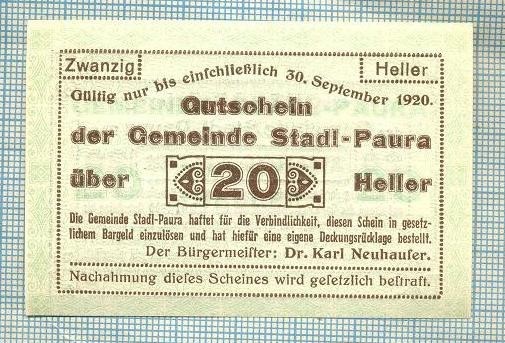 Zwanzig Heller
Gültig nur bis einſchließlich 30. September 1920.
Gutschein
der Gemeinde Stadl-Paura
über 20 Heller
Die Gemeinde Stadl-Paura haftet für die Verbindlichkeit, diesen Schein in gesetz-
lichem Bargeld einzulösen und hat hiefür eine eigene Deckungsrücklage bestellt.
Der Bürgermeiſter: Dr. Karl Neuhauſer.
Nachahmung dieſes Scheines wird geſetzlich beſtraft.